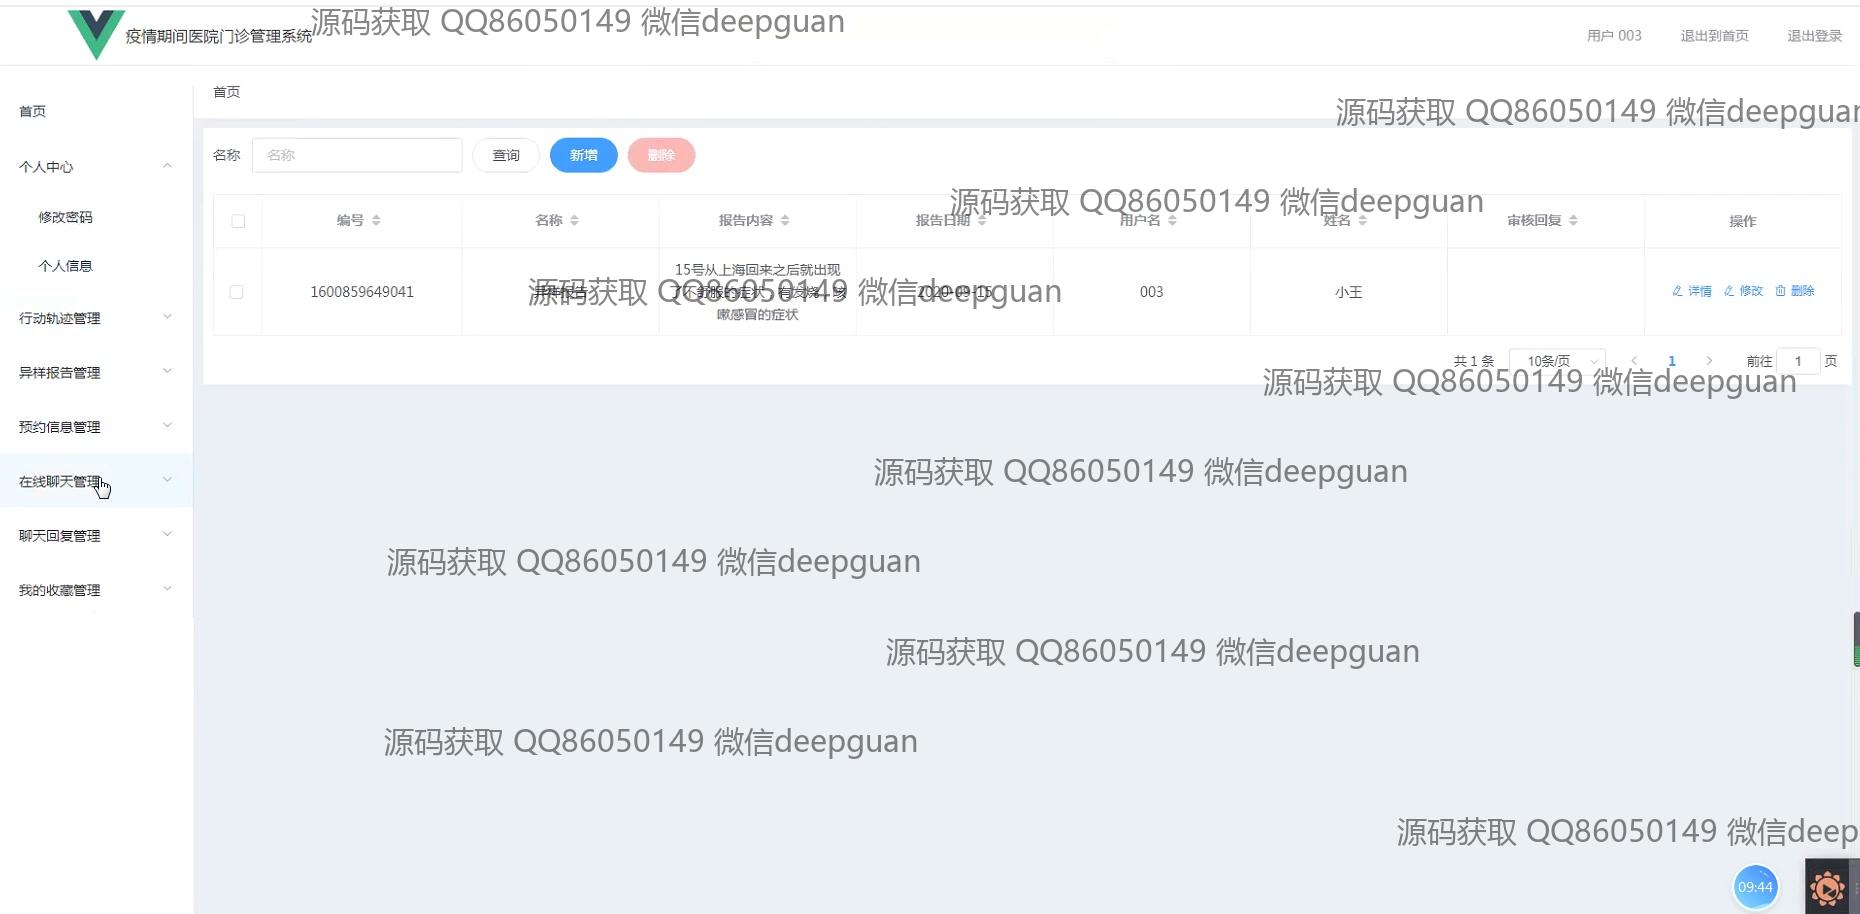 源码获取 QQ86050149 微信deepguan
疫情期间医院门诊管理系统
用户 003
退出到首页
退出登录
首页
首页
源码获取 QQ86050149 微信deepguan
个人中心
修改密码
个人信息
行动轨迹管理
异样报告管理
预约信息管理
在线聊天管理
聊天回复管理
我的收藏管理
名称
名称
查询
新增
删除
源码获取 QQ86050149 微信deepguan
编号
名称
报告内容
报告日期
用户名
姓名
审核回复
操作
1600859649041
异样报告
15号从上海回来之后就出现
了不舒服的症状，有发烧，咳
嗽感冒的症状
2020-09-15
003
小王
详情
修改
删除
源码获取 QQ86050149 微信deepguan
共 1 条
10条/页
1
前往
1
页
源码获取 QQ86050149 微信deepguan
源码获取 QQ86050149 微信deepguan
源码获取 QQ86050149 微信deepguan
源码获取 QQ86050149 微信deepguan
源码获取 QQ86050149 微信deepguan
源码获取 QQ86050149 微信deep
09:44